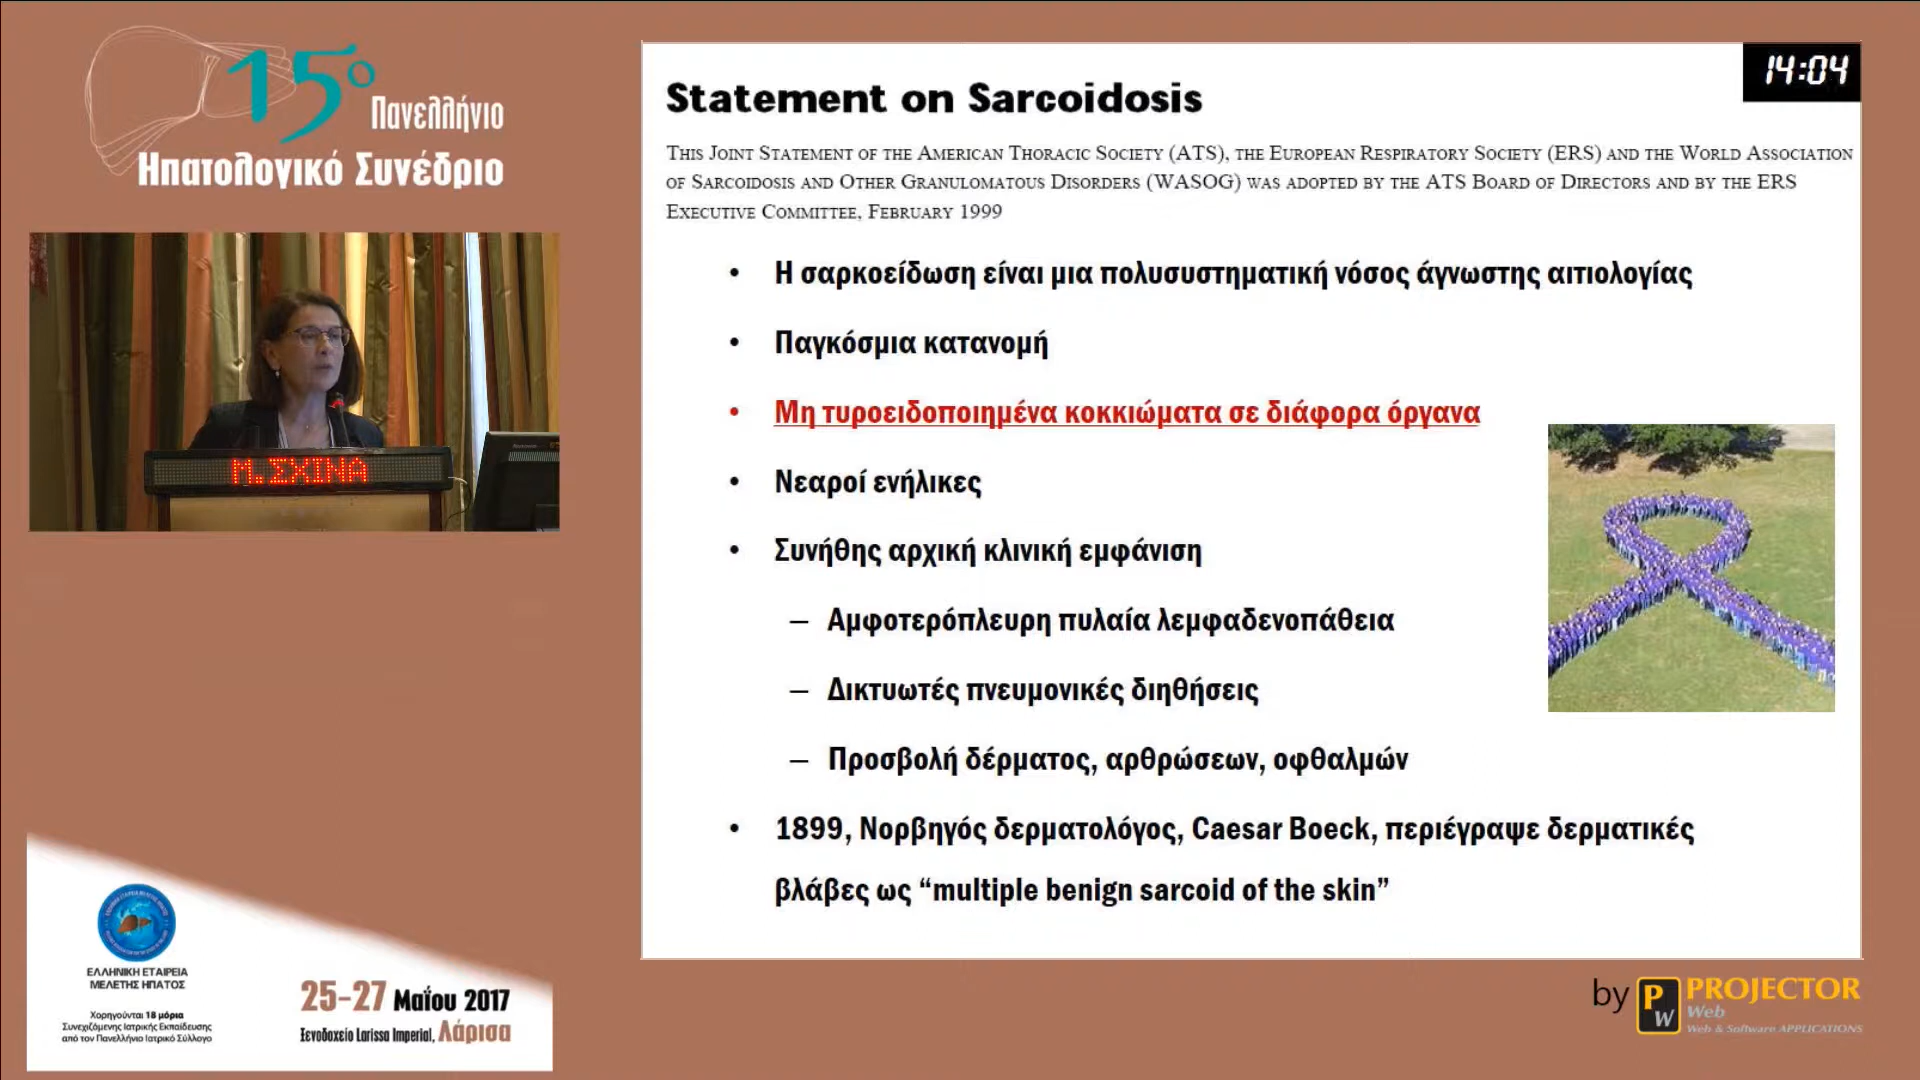 15ο Πανελλήνιο
Ηπατολογικό Συνέδριο
Μ.ΣΧΙΝΑ
ΕΛΛΗΝΙΚΗ ΕΤΑΙΡΕΙΑ
ΜΕΛΕΤΗΣ ΗΠΑΤΟΣ
Χορηγούνται 18 μόρια
Συνεχιζόμενης Ιατρικής Εκπαίδευσης
από τον Πανελλήνιο Ιατρικό Σύλλογο
25-27 Μαΐου 2017
Ξενοδοχείο Larissa Imperial, Λάρισα
14:04
Statement on Sarcoidosis
THIS JOINT STATEMENT OF THE AMERICAN THORACIC SOCIETY (ATS), THE EUROPEAN RESPIRATORY SOCIETY (ERS) AND THE WORLD ASSOCIATION
OF SARCOIDOSIS AND OTHER GRANULOMATOUS DISORDERS (WASOG) WAS ADOPTED BY THE ATS BOARD OF DIRECTORS AND BY THE ERS
EXECUTIVE COMMITTEE, FEBRUARY 1999
• Η σαρκοείδωση είναι μια πολυσυστηματική νόσος άγνωστης αιτιολογίας
• Παγκόσμια κατανομή
• Μη τυροειδοποιημένα κοκκιώματα σε διάφορα όργανα
• Νεαροί ενήλικες
• Συνήθης αρχική κλινική εμφάνιση
– Αμφοτερόπλευρη πυλαία λεμφαδενοπάθεια
– Δικτυωτές πνευμονικές διηθήσεις
– Προσβολή δέρματος, αρθρώσεων, οφθαλμών
• 1899, Νορβηγός δερματολόγος, Caesar Boeck, περιέγραψε δερματικές
βλάβες ως “multiple benign sarcoid of the skin”
by PW PROJECTOR
Web
Web & Software APPLICATIONS